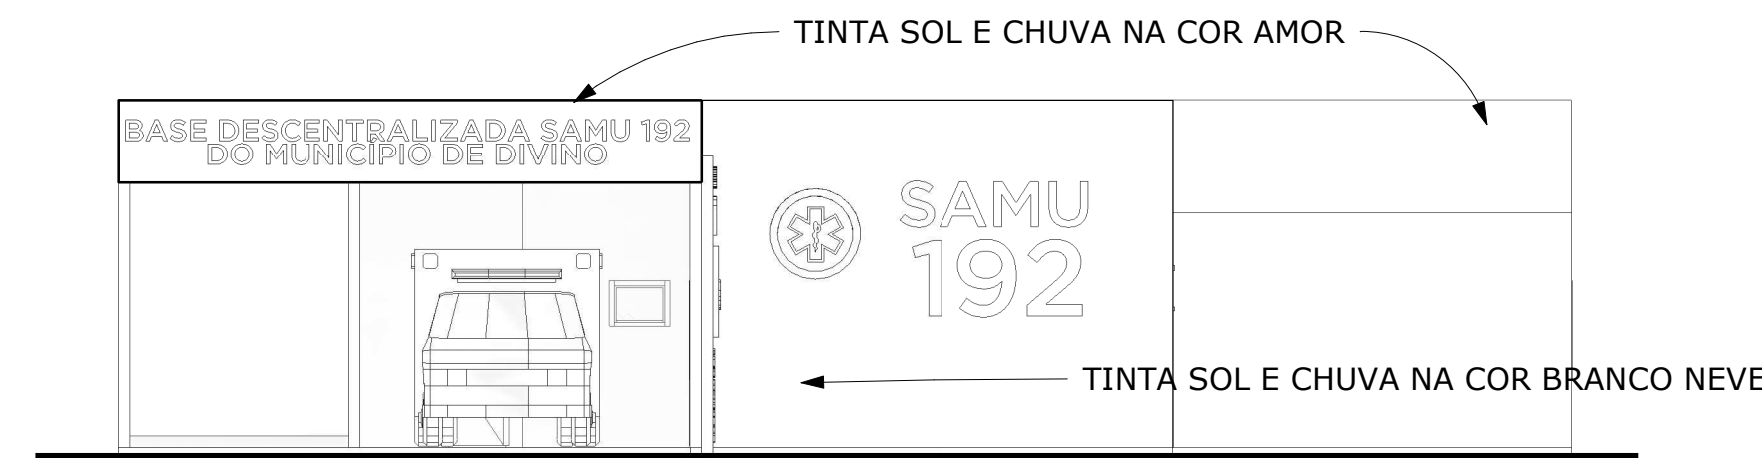 TINTA SOL E CHUVA NA COR AMOR
BASE DESCENTRALIZADA SAMU 192
DO MUNICÍPIO DE DIVINO
SAMU
192
TINTA SOL E CHUVA NA COR BRANCO NEVE